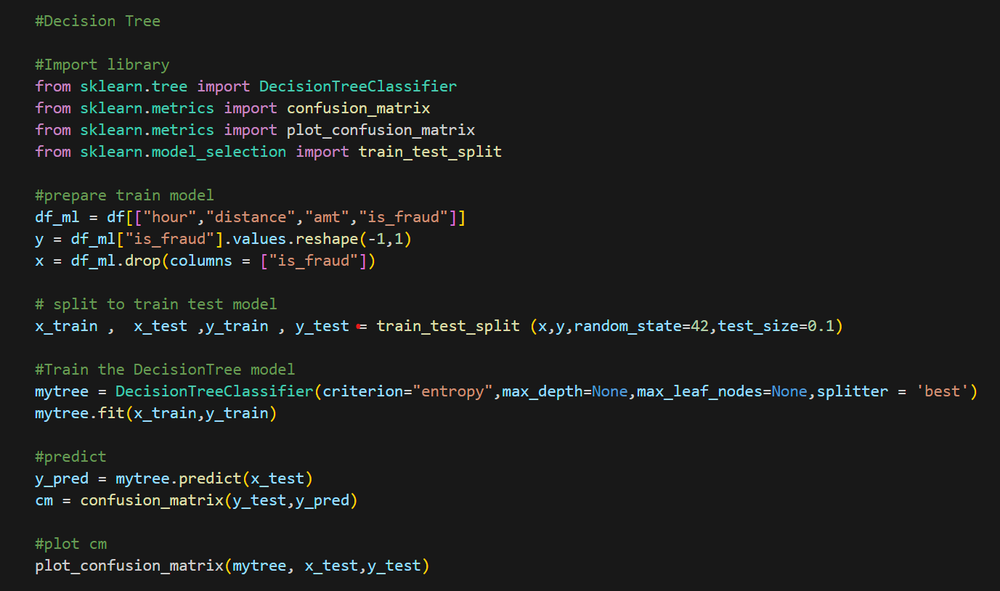 #Decision Tree
#Import library
from sklearn.tree import DecisionTreeClassifier
from sklearn.metrics import confusion_matrix
from sklearn.metrics import plot_confusion_matrix
from sklearn.model_selection import train_test_split
#prepare train model
df_ml = df[["hour","distance","amt","is_fraud"]]
y = df_ml["is_fraud"].values.reshape(-1,1)
x = df_ml.drop(columns = ["is_fraud"])
# split to train test model
x_train ,  x_test ,y_train , y_test = train_test_split (x,y,random_state=42,test_size=0.1)
#Train the DecisionTree model
mytree = DecisionTreeClassifier(criterion="entropy",max_depth=None,max_leaf_nodes=None,splitter = 'best')
mytree.fit(x_train,y_train)
#predict
y_pred = mytree.predict(x_test)
cm = confusion_matrix(y_test,y_pred)
#plot cm
plot_confusion_matrix(mytree, x_test,y_test)